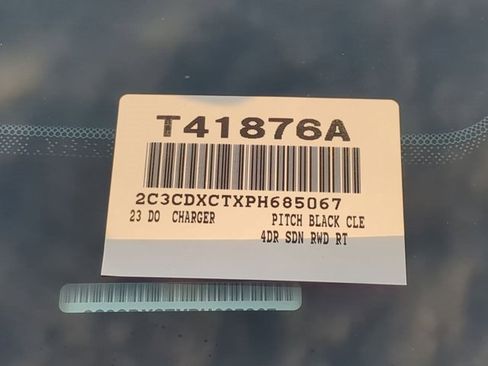 T41876A
2C3CDXCTXPH685067
23 DO CHARGER PITCH BLACK CLE
4DR SDN RWD RT